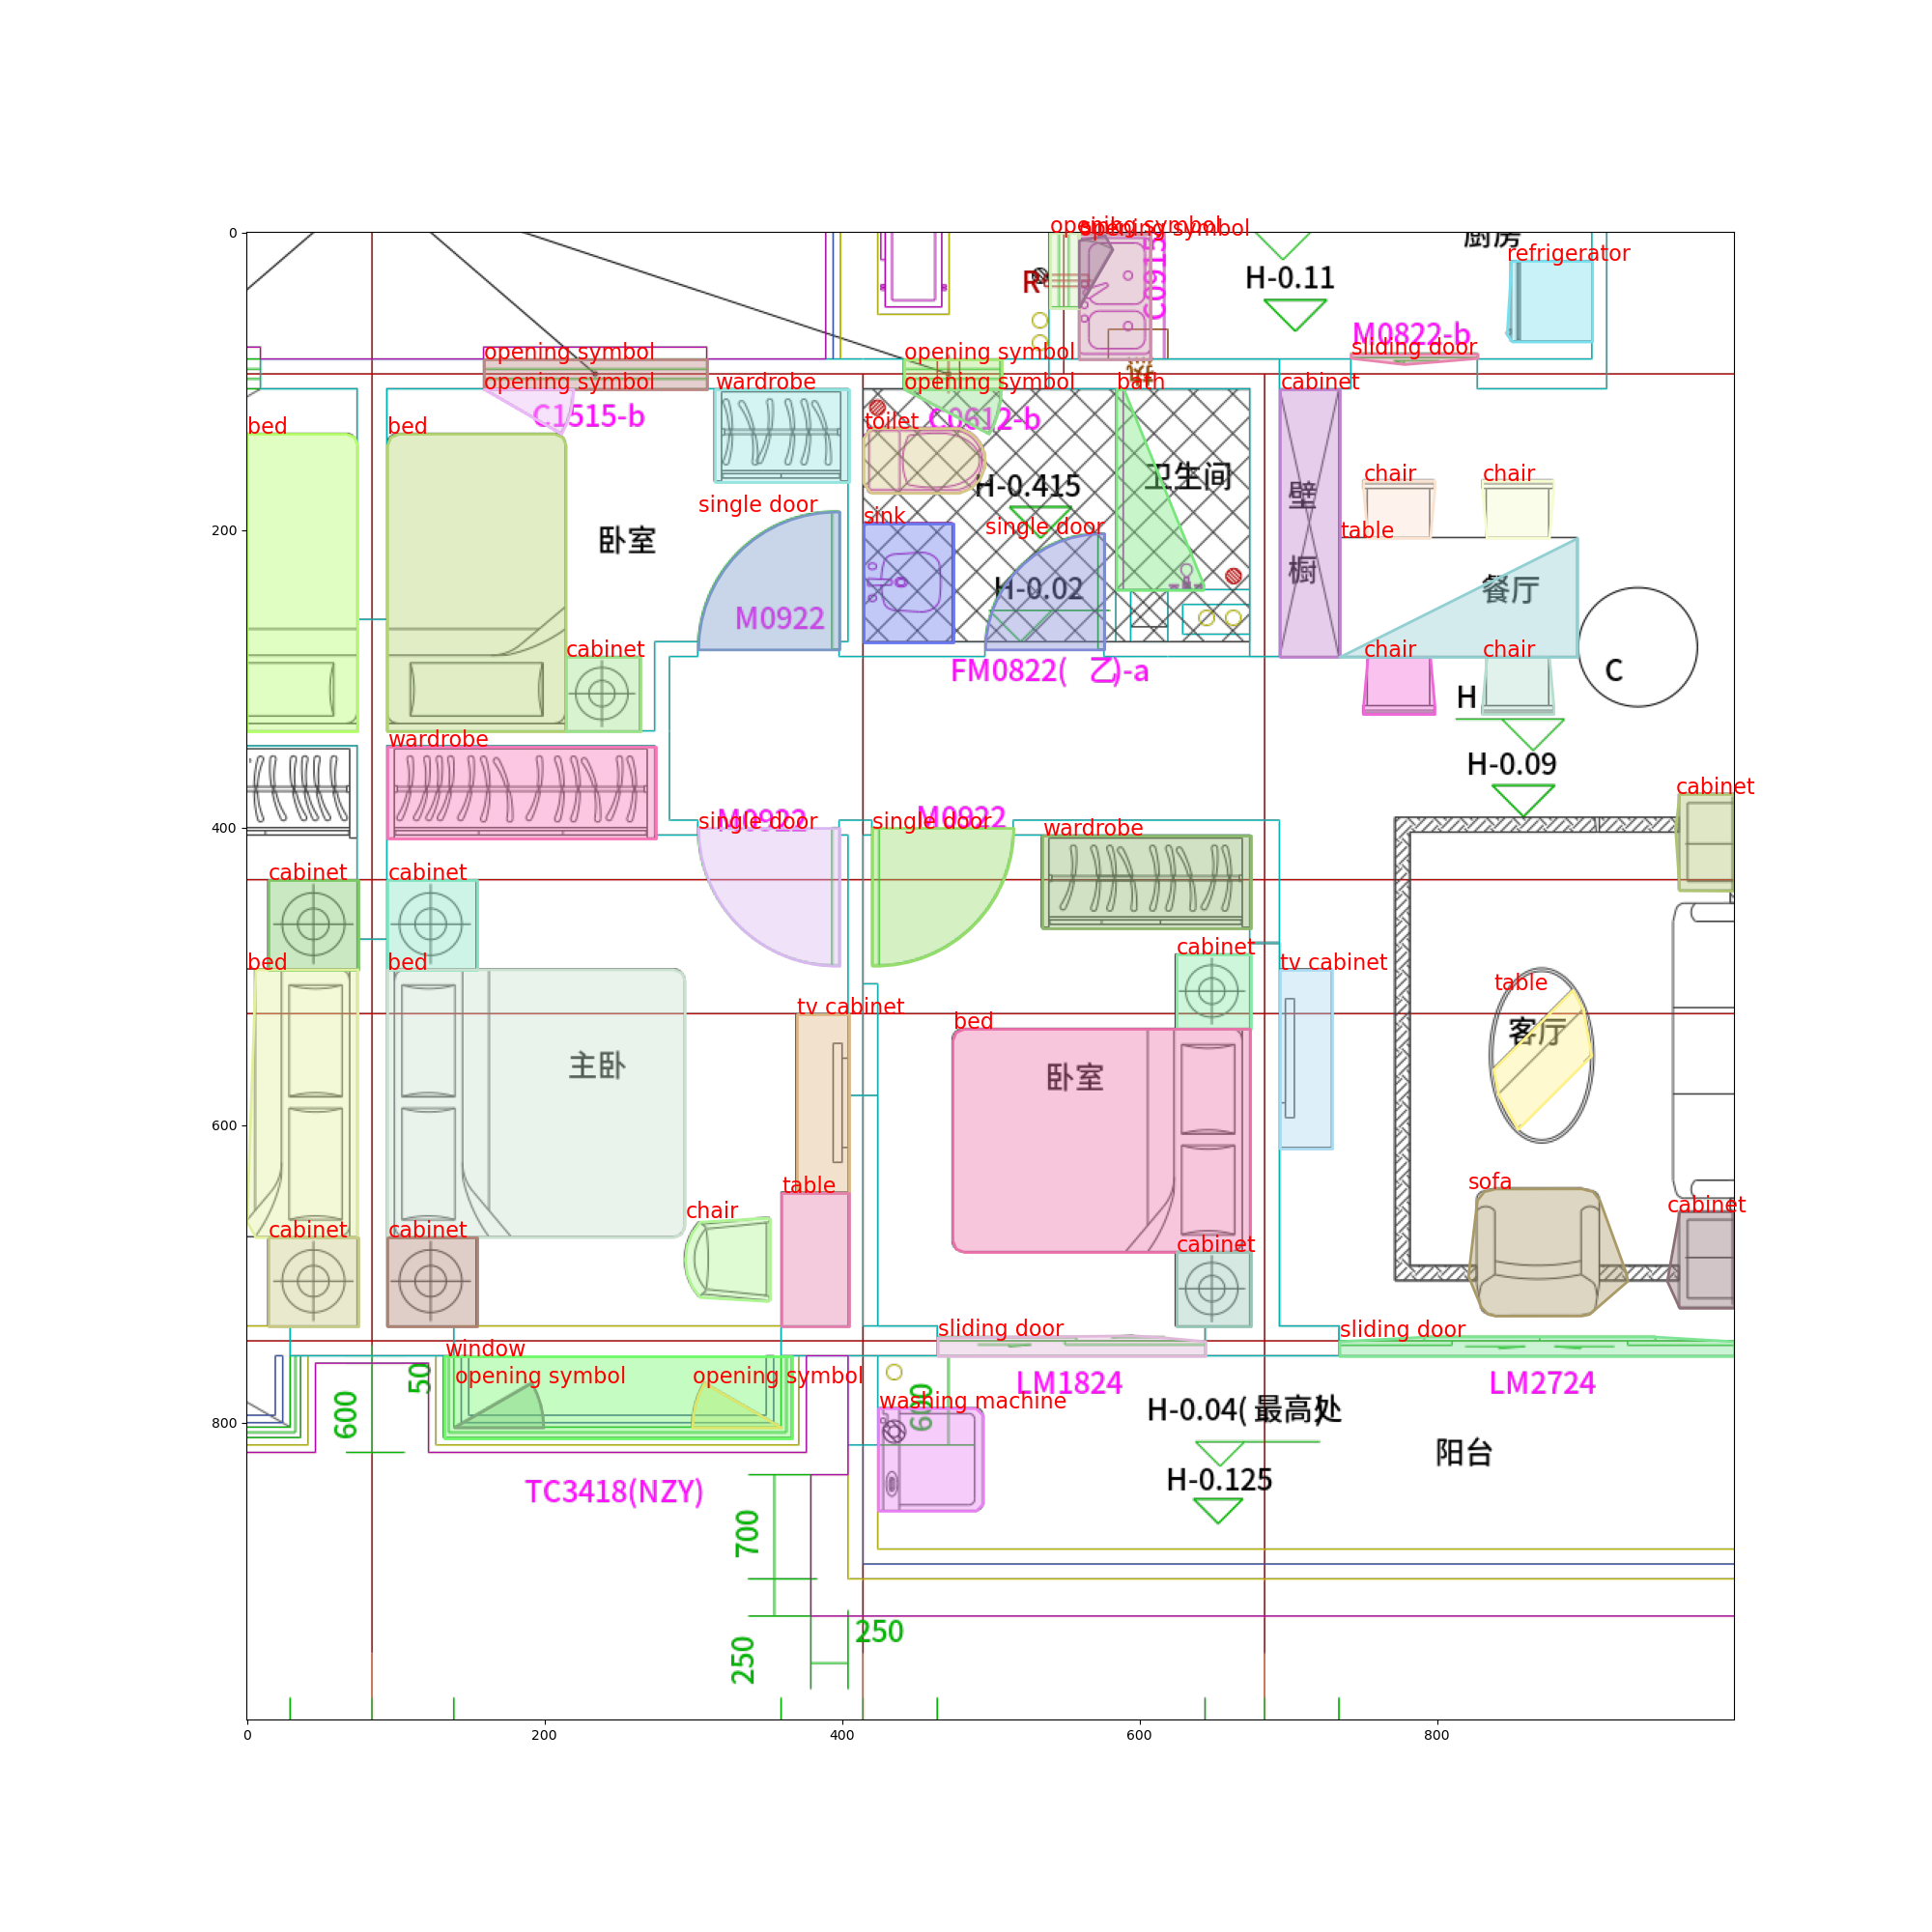 opening symbol
sink
opening symbol
厨房
refrigerator
H-0.11
R
C0915
M0822-b
sliding door
opening symbol
opening symbol
opening symbol
opening symbol
wardrobe
bath
cabinet
C1515-b
C0612-b
bed
bed
toilet
卫生间
H-0.415
chair
chair
壁
橱
single door
sink
single door
table
卧室
H-0.02
餐厅
M0922
cabinet
FM0822( 乙)-a
chair
chair
C
H
wardrobe
H-0.09
cabinet
M0922
single door
M0922
single door
wardrobe
cabinet
cabinet
cabinet
bed
bed
tv cabinet
table
tv cabinet
bed
客厅
主卧
卧室
table
chair
sofa
cabinet
cabinet
cabinet
cabinet
sliding door
sliding door
window
opening symbol
opening symbol
50
600
600
LM1824
LM2724
washing machine
H-0.04( 最高处)
阳台
H-0.125
TC3418(NZY)
700
250
250
0
200
400
600
800
0
200
400
600
800